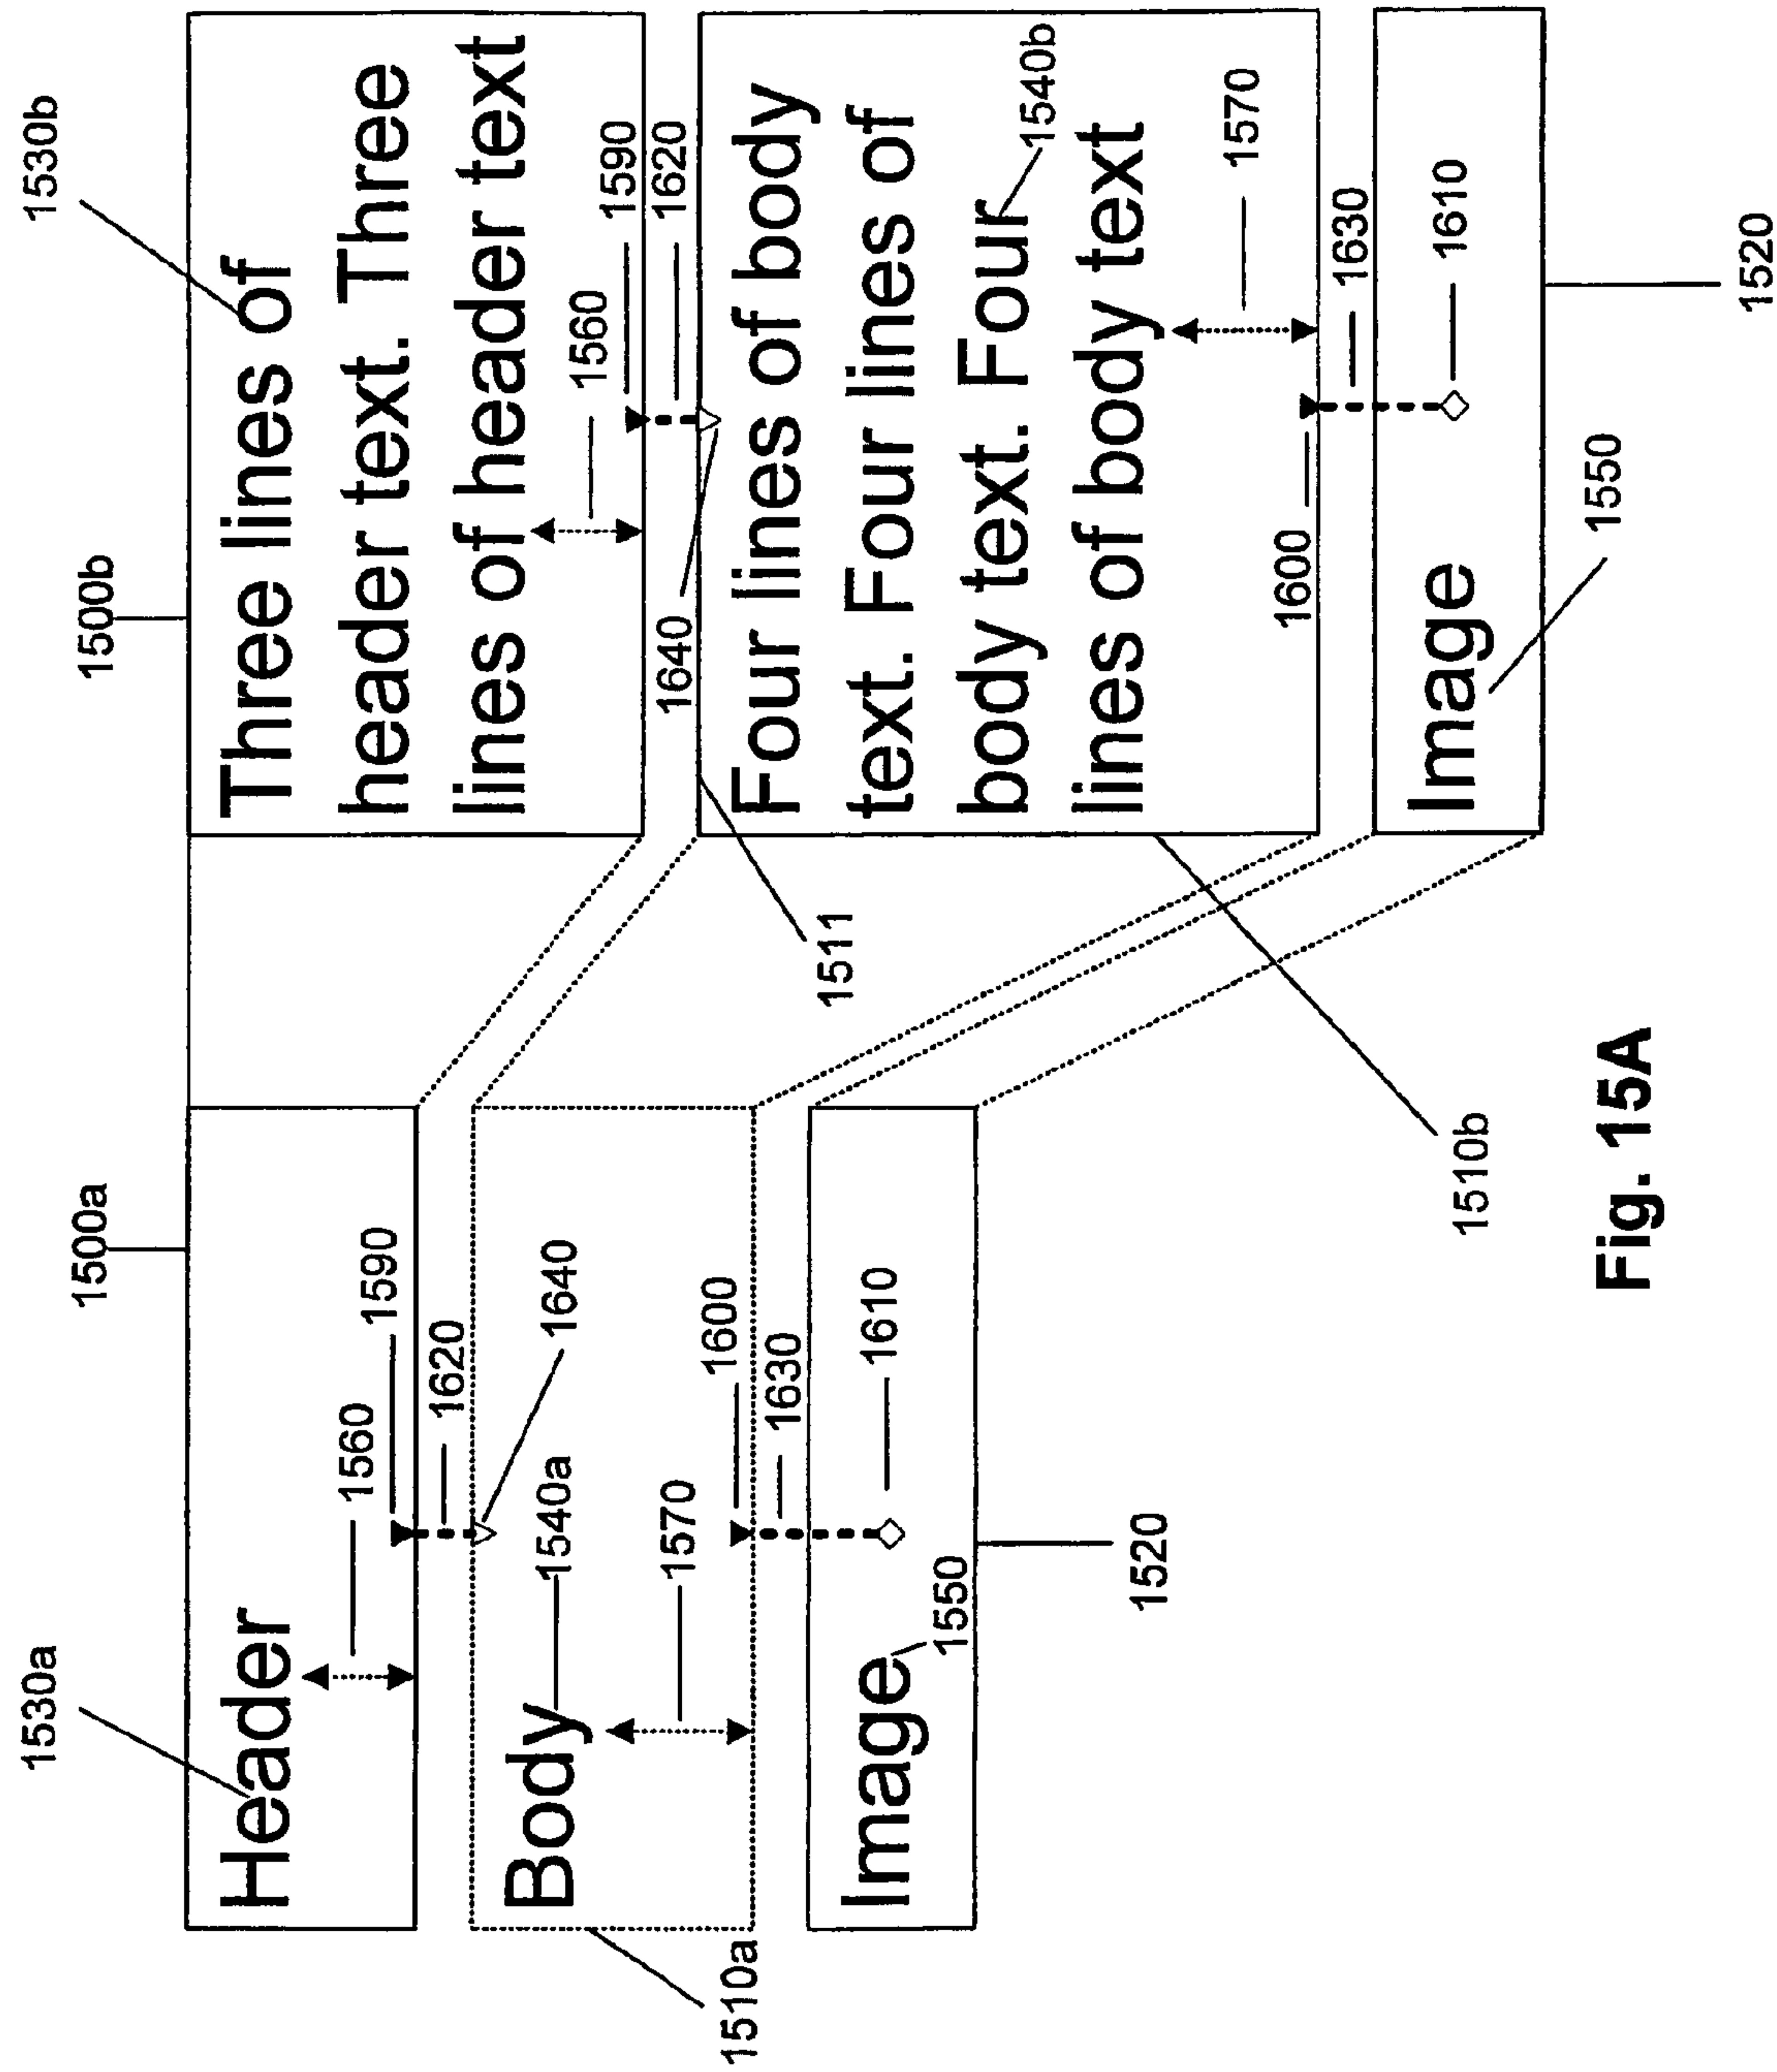 1530a
1500a
Header
1560
1590
1620
1510a
Body
1540a
1640
1570
1600
1630
Image
1550
1610
1520
1500b
1530b
Three lines of
header text. Three
lines of header text
1560
1590
1620
1640
1511
Four lines of body
text. Four lines of
body text. Four
lines of body text
1540b
1570
1600
1630
1510b
Image
1610
1550
1520
Fig. 15A